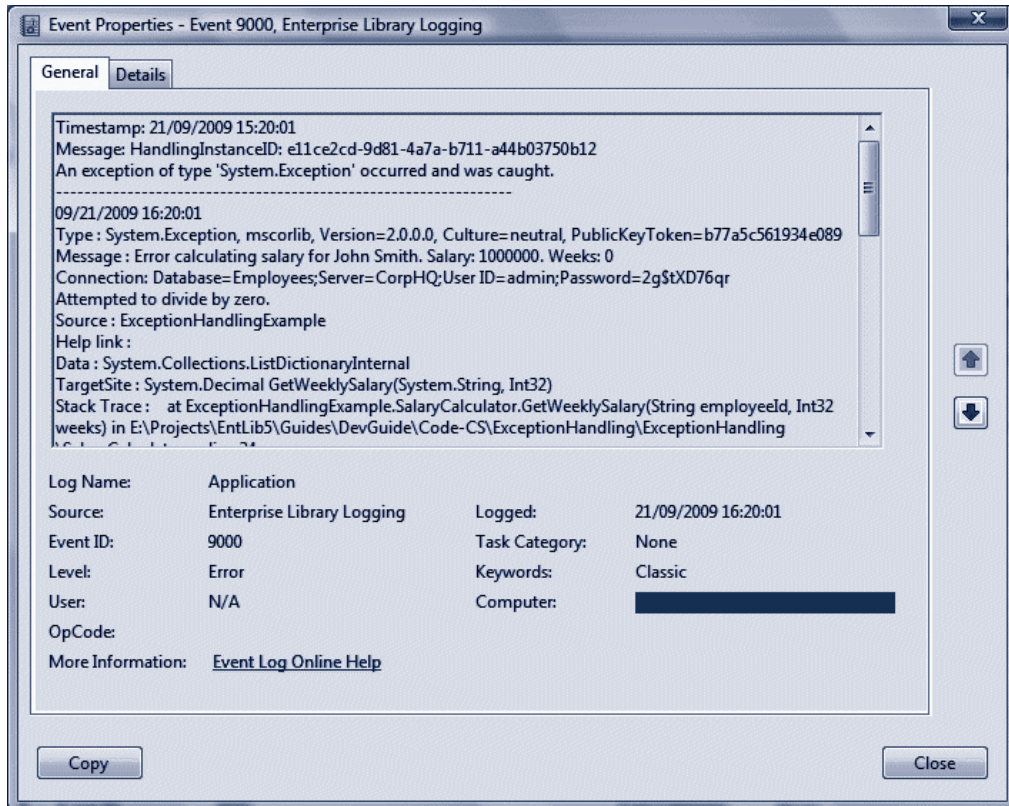 Event Properties - Event 9000, Enterprise Library Logging
General Details
Timestamp: 21/09/2009 15:20:01
Message: HandlingInstanceID: e11ce2cd-9d81-4a7a-b711-a44b03750b12
An exception of type 'System.Exception' occurred and was caught.
---------------------------------------------------------------
09/21/2009 16:20:01
Type : System.Exception, mscorlib, Version=2.0.0.0, Culture=neutral, PublicKeyToken=b77a5c561934e089
Message : Error calculating salary for John Smith. Salary: 1000000. Weeks: 0
Connection: Database=Employees;Server=CorpHQ;User ID=admin;Password=2g$tXD76qr
Attempted to divide by zero.
Source : ExceptionHandlingExample
Help link :
Data : System.Collections.ListDictionaryInternal
TargetSite : System.Decimal GetWeeklySalary(System.String, Int32)
Stack Trace : at ExceptionHandlingExample.SalaryCalculator.GetWeeklySalary(String employeeId, Int32
weeks) in E:\Projects\EntLib5\Guides\DevGuide\Code-CS\ExceptionHandling\ExceptionHandling
Log Name: Application
Source: Enterprise Library Logging Logged: 21/09/2009 16:20:01
Event ID: 9000 Task Category: None
Level: Error Keywords: Classic
User: N/A Computer:
OpCode:
More Information: Event Log Online Help
Copy Close